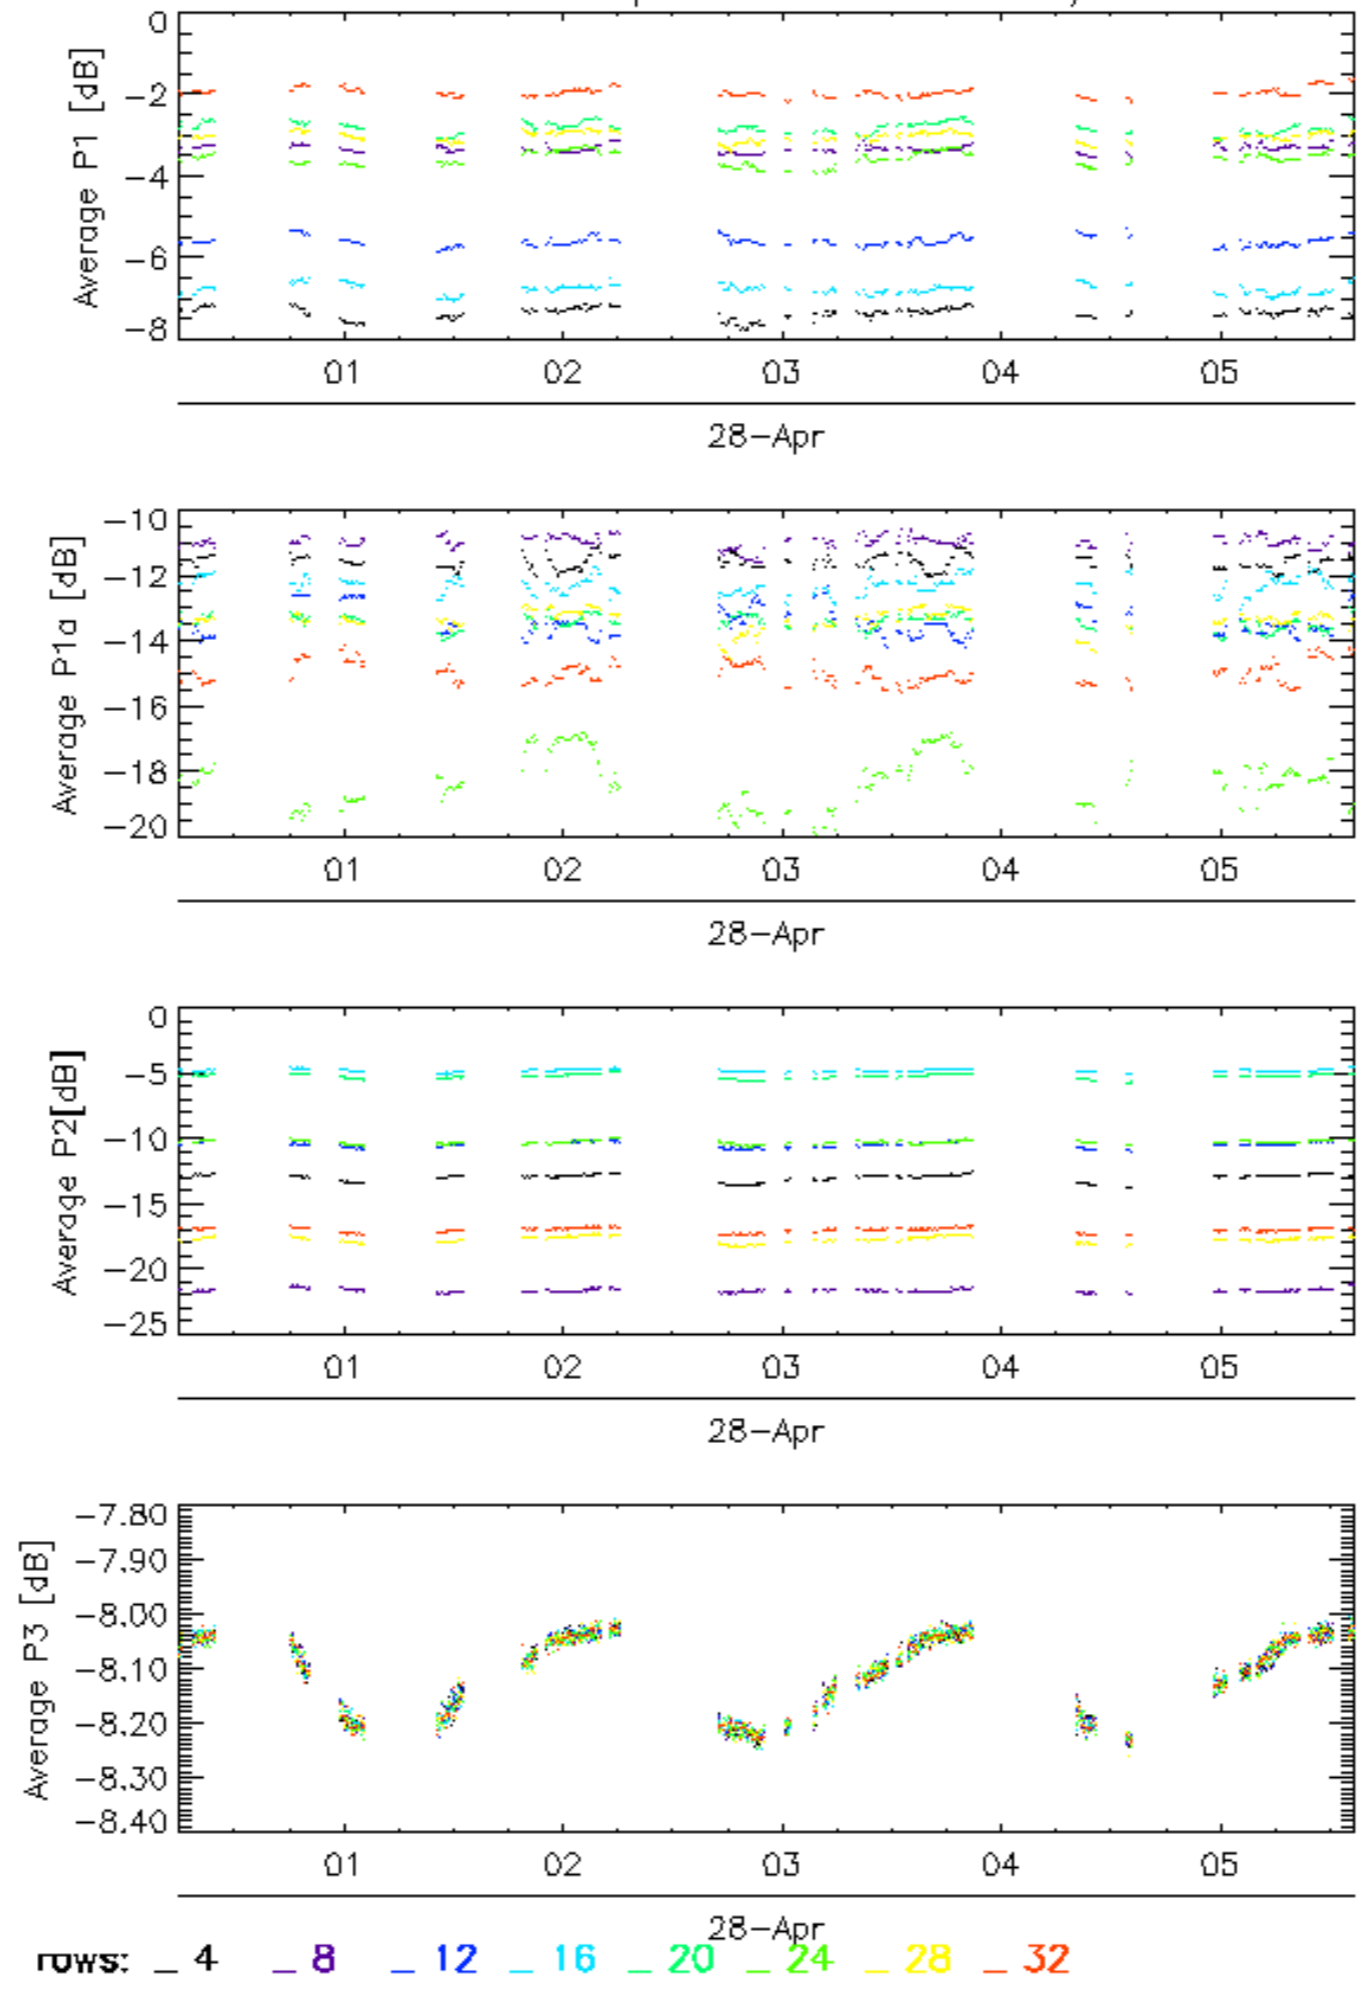 0
-2
-4
-6
-8
Average P1 [dB]
01 02 03 04 05
28-Apr
-10
-12
-14
-16
-18
-20
Average P1a [dB]
01 02 03 04 05
28-Apr
0
-5
-10
-15
-20
-25
Average P2[dB]
01 02 03 04 05
28-Apr
-7.80
-7.90
-8.00
-8.10
-8.20
-8.30
-8.40
Average P3 [dB]
01 02 03 04 05
28-Apr
rows: _ 4 _ 8 _ 12 _ 16 _ 20 _ 24 _ 28 _ 32